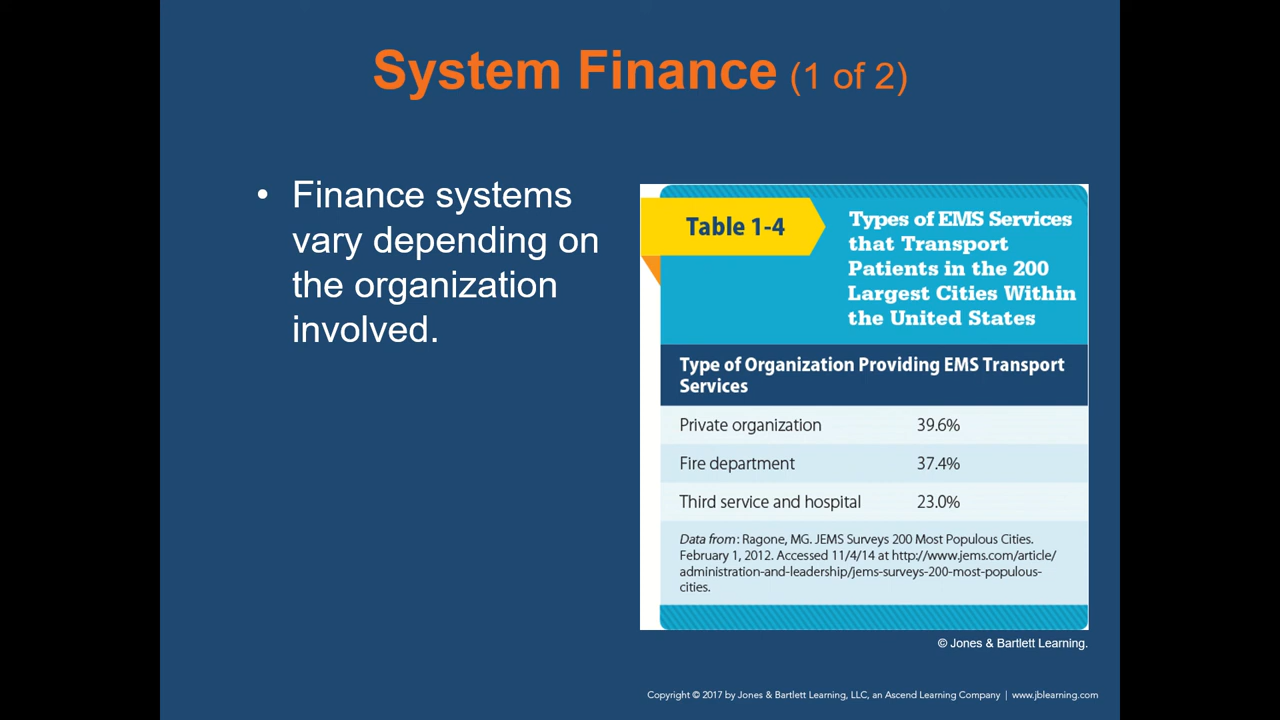 System Finance (1 of 2)
• Finance systems
vary depending on
the organization
involved.
Table 1-4
Types of EMS Services
that Transport
Patients in the 200
Largest Cities Within
the United States
Type of Organization Providing EMS Transport
Services
Private organization 39.6%
Fire department 37.4%
Third service and hospital 23.0%
Data from: Ragone, MG. JEMS Surveys 200 Most Populous Cities.
February 1, 2012. Accessed 11/4/14 at http://www.jems.com/article/
administration-and-leadership/jems-surveys-200-most-populous-
cities.
© Jones & Bartlett Learning.
Copyright © 2017 by Jones & Bartlett Learning, LLC, an Ascend Learning Company | www.jblearning.com